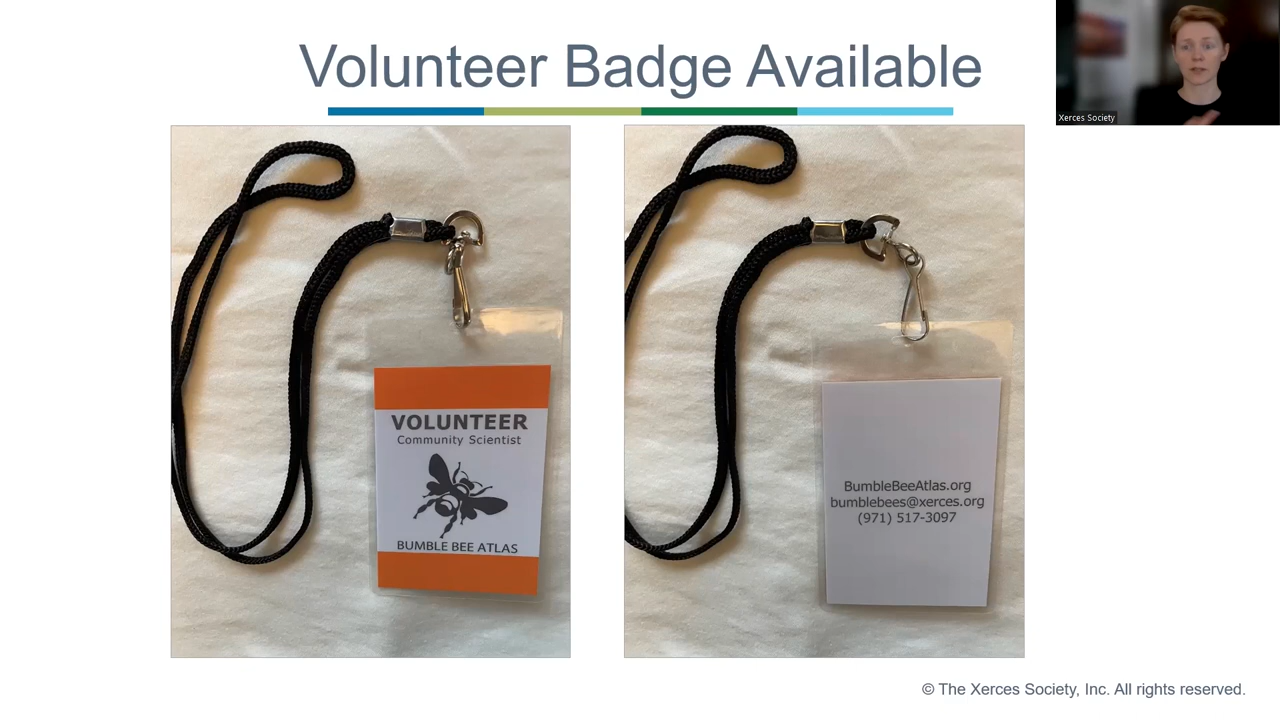 Volunteer Badge Available
Xerces Society
VOLUNTEER
Community Scientist
BUMBLE BEE ATLAS
BumbleBeeAtlas.org
bumblebees@xerces.org
(971) 517-3097
© The Xerces Society, Inc. All rights reserved.